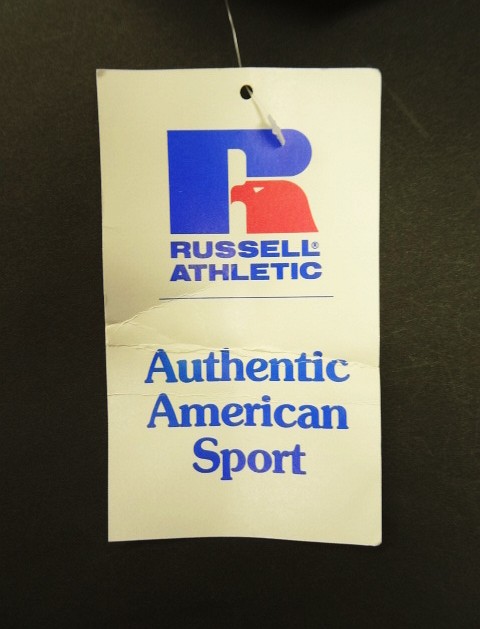 RUSSELL®
ATHLETIC
Authentic
American
Sport